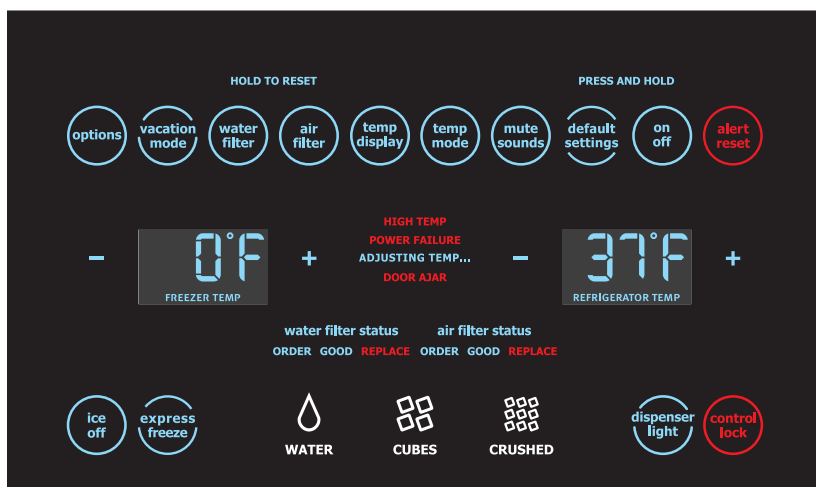 HOLD TO RESET PRESS AND HOLD
options vacation mode water filter air filter temp display temp mode mute sounds default settings on off alert reset
HIGH TEMP
POWER FAILURE
- 0°F + ADJUSTING TEMP... - 37°F +
DOOR AJAR
FREEZER TEMP REFRIGERATOR TEMP
water filter status air filter status
ORDER GOOD REPLACE ORDER GOOD REPLACE
ice off express freeze dispenser light control lock
WATER CUBES CRUSHED